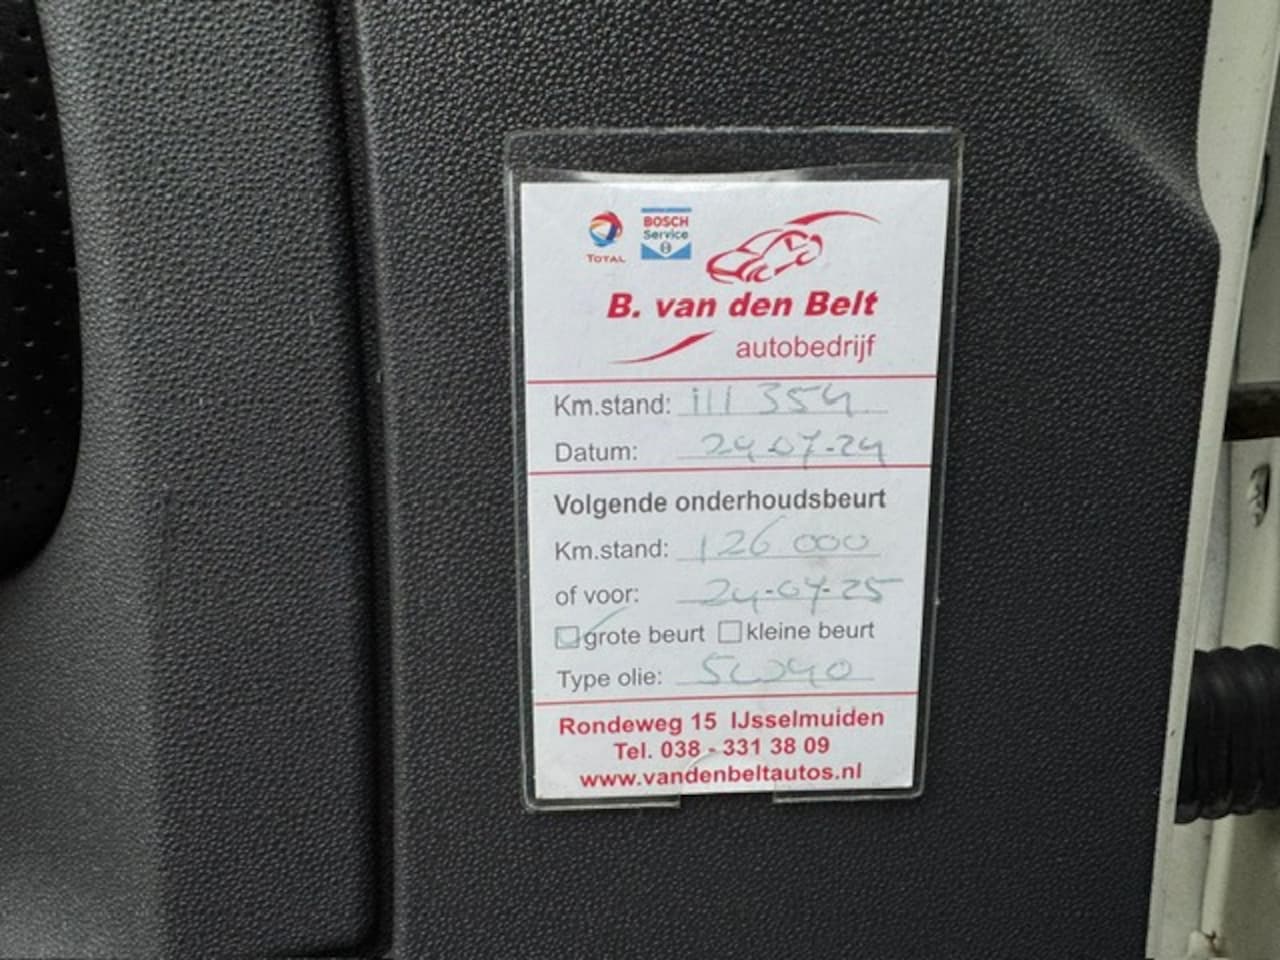 TOTAL
BOSCH
Service
B. van den Belt
autobedrijf
Km.stand: 111 354
Datum: 24-07-24
Volgende onderhoudsbeurt
Km.stand: 126 000
of voor: 24-07-25
grote beurt kleine beurt
Type olie: 5W40
Rondeweg 15 IJsselmuiden
Tel. 038 - 331 38 09
www.vandenbeltautos.nl